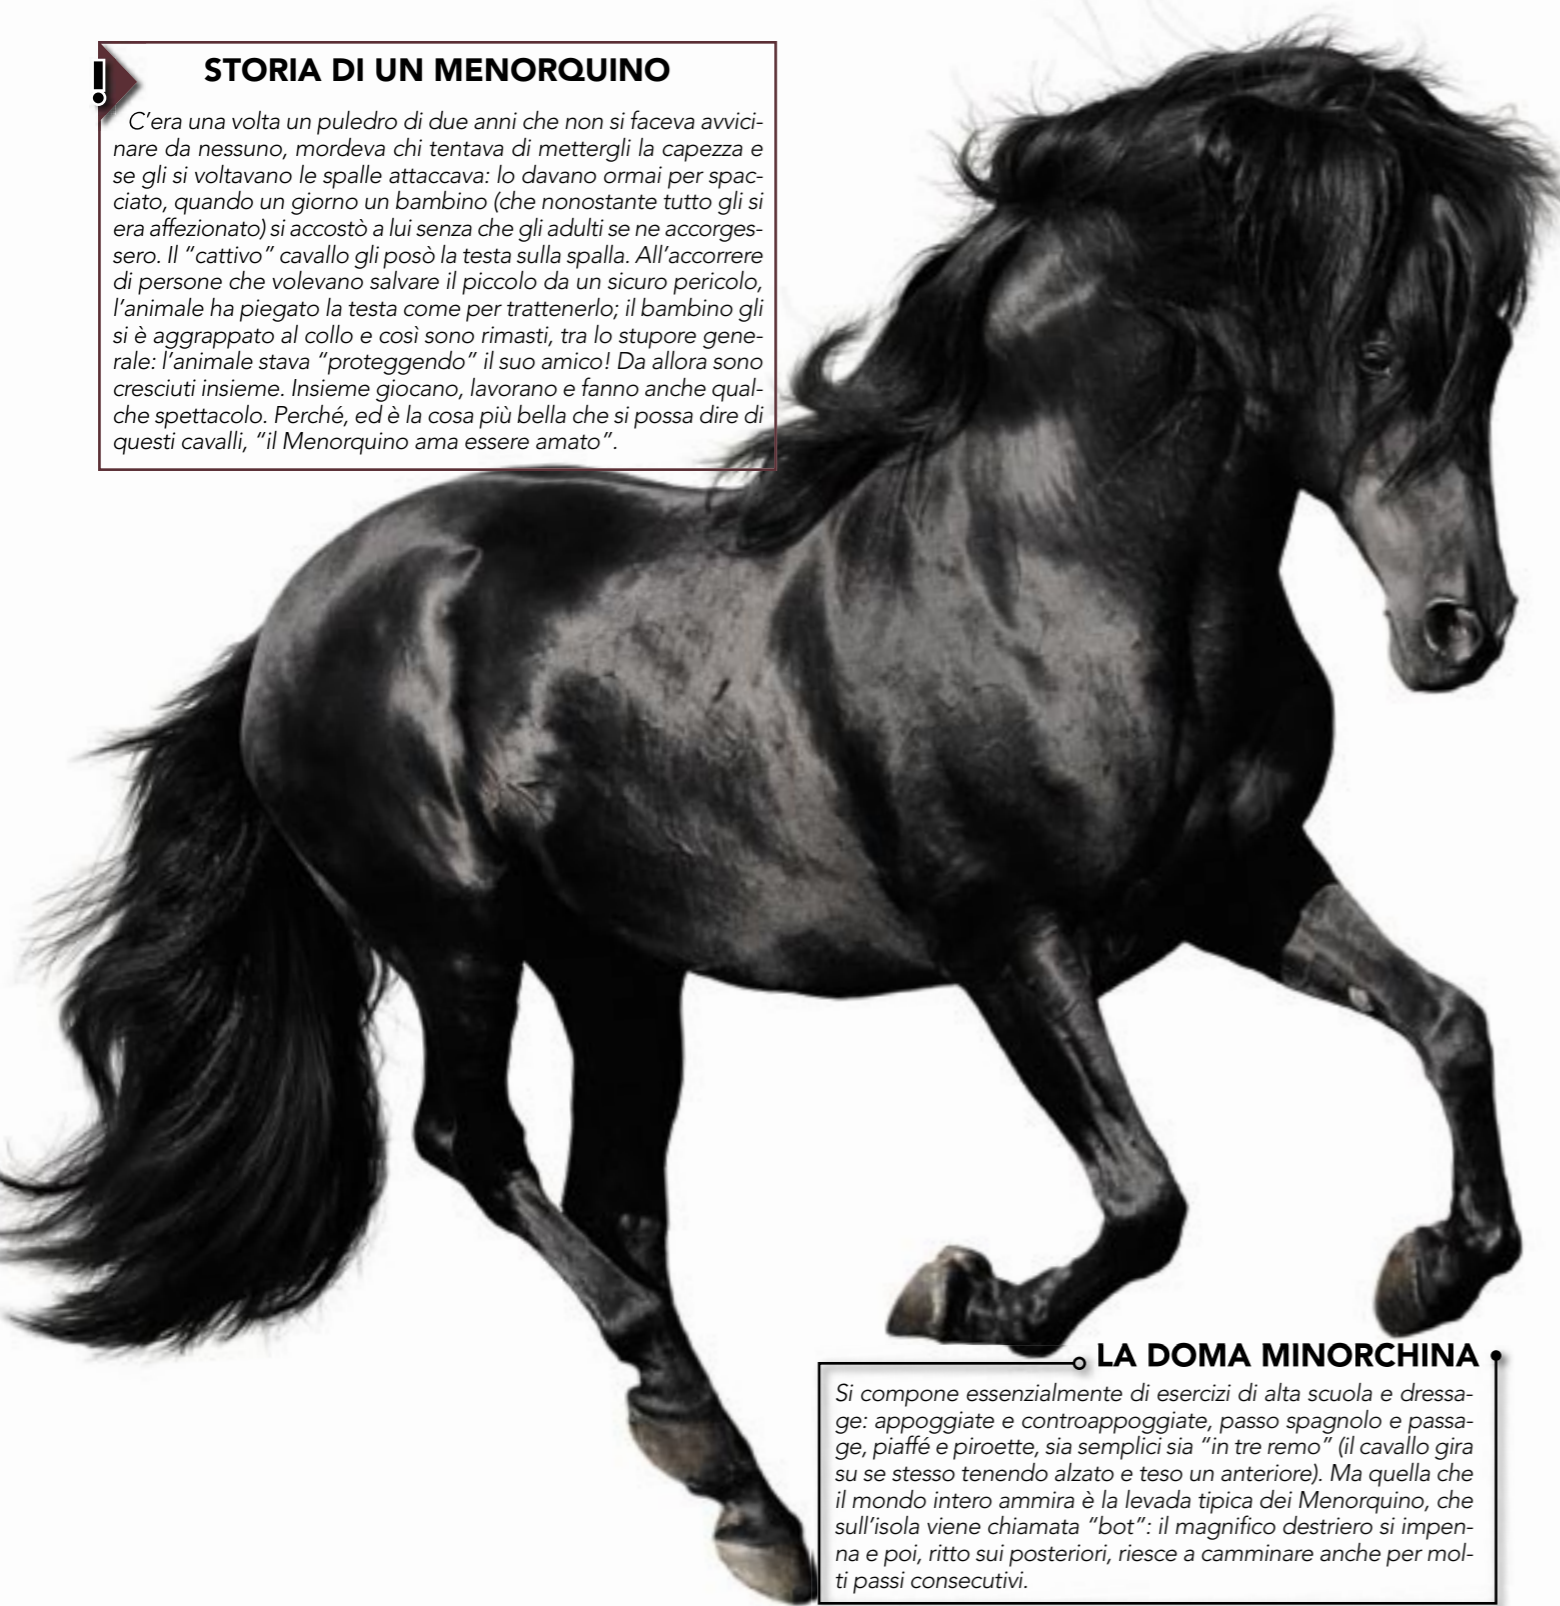 STORIA DI UN MENORQUINO
C'era una volta un puledro di due anni che non si faceva avvici-
nare da nessuno, mordeva chi tentava di mettergli la capezza e
se gli si voltavano le spalle attaccava: lo davano ormai per spac-
ciato, quando un giorno un bambino (che nonostante tutto gli si
era affezionato) si accostò a lui senza che gli adulti se ne accorges-
sero. Il "cattivo" cavallo gli posò la testa sulla spalla. All'accorrere
di persone che volevano salvare il piccolo da un sicuro pericolo,
l'animale ha piegato la testa come per trattenerlo; il bambino gli
si è aggrappato al collo e così sono rimasti, tra lo stupore gene-
rale: l'animale stava "proteggendo" il suo amico! Da allora sono
cresciuti insieme. Insieme giocano, lavorano e fanno anche qual-
che spettacolo. Perché, ed è la cosa più bella che si possa dire di
questi cavalli, "il Menorquino ama essere amato".
LA DOMA MINORCHINA
Si compone essenzialmente di esercizi di alta scuola e dressa-
ge: appoggiate e controappoggiate, passo spagnolo e passa-
ge, piaffé e piroette, sia semplici sia "in tre remo" (il cavallo gira
su se stesso tenendo alzato e teso un anteriore). Ma quella che
il mondo intero ammira è la levada tipica dei Menorquino, che
sull'isola viene chiamata "bot": il magnifico destriero si impen-
na e poi, ritto sui posteriori, riesce a camminare anche per mol-
ti passi consecutivi.